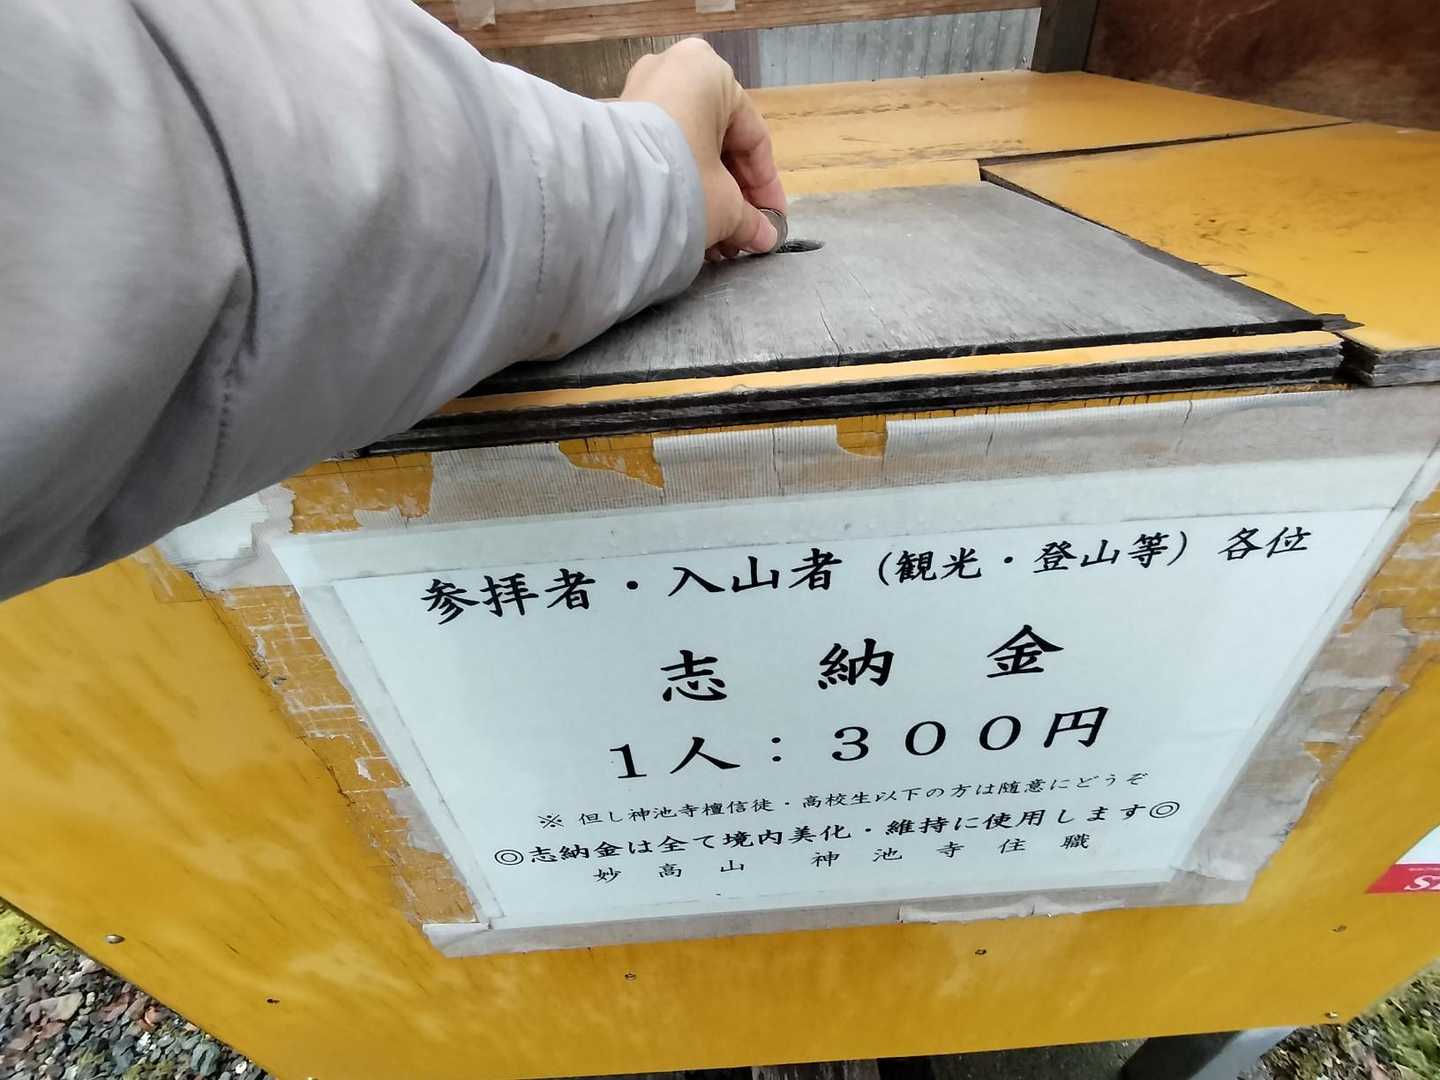 参拝者・入山者（観光・登山等）各位
志納金
1人：３００円
※ 但し神池寺檀信徒・高校生以下の方は随意にどうぞ
◎志納金は全て境内美化・維持に使用します◎
妙高山 神池寺住職